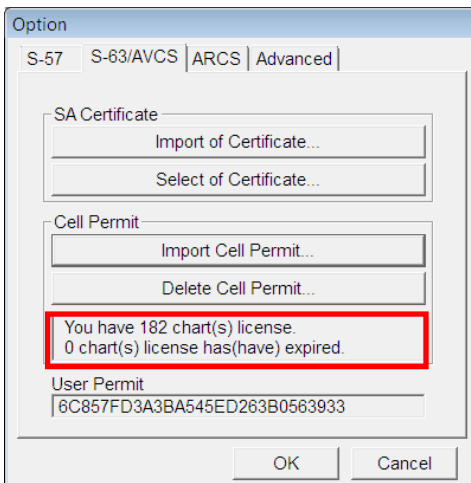 Option
S-57 S-63/AVCS ARCS Advanced
SA Certificate
Import of Certificate...
Select of Certificate...
Cell Permit
Import Cell Permit...
Delete Cell Permit...
You have 182 chart(s) license.
0 chart(s) license has(have) expired.
User Permit
6C857FD3A3BA545ED263B0563933
OK Cancel